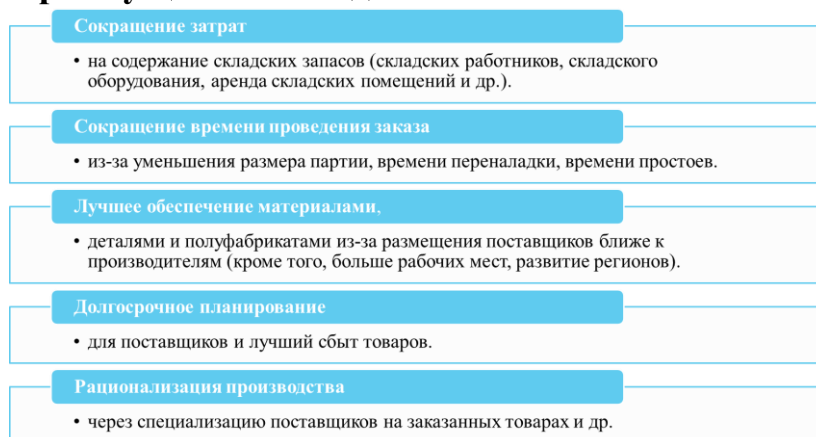 Сокращение затрат
• на содержание складских запасов (складских работников, складского
оборудования, аренда складских помещений и др.).
Сокращение времени проведения заказа
• из-за уменьшения размера партии, времени переналадки, времени простоев.
Лучшее обеспечение материалами,
• деталями и полуфабрикатами из-за размещения поставщиков ближе к
производителям (кроме того, больше рабочих мест, развитие регионов).
Долгосрочное планирование
• для поставщиков и лучший сбыт товаров.
Рационализация производства
• через специализацию поставщиков на заказанных товарах и др.